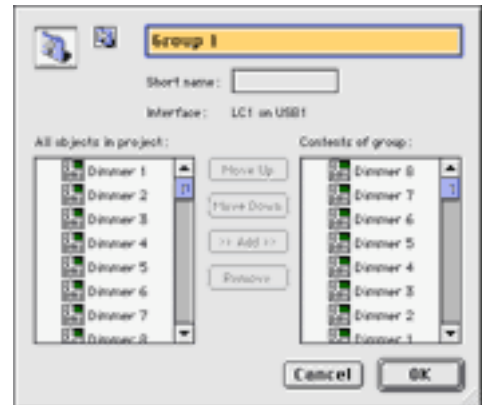 Group 1
Short name:
Interface: LC1 on USB1
All objects in project:
Contents of group:
Dimmer 1
Dimmer 2
Dimmer 3
Dimmer 4
Dimmer 5
Dimmer 6
Dimmer 7
Dimmer 8
Move Up
Move Down
>> Add >>
Remove
Dimmer 8
Dimmer 7
Dimmer 6
Dimmer 5
Dimmer 4
Dimmer 3
Dimmer 2
Dimmer 1
Cancel
OK